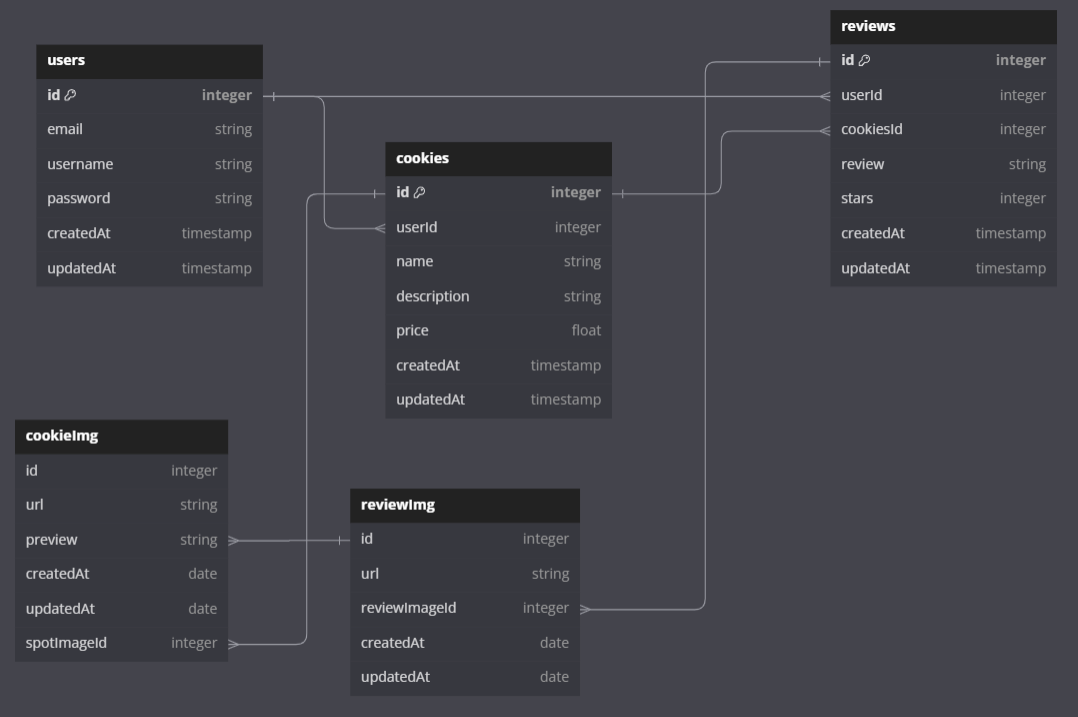 users
id integer
email string
username string
password string
createdAt timestamp
updatedAt timestamp
cookies
id integer
userId integer
name string
description string
price float
createdAt timestamp
updatedAt timestamp
reviews
id integer
userId integer
cookiesId integer
review string
stars integer
createdAt timestamp
updatedAt timestamp
cookieImg
id integer
url string
preview string
createdAt date
updatedAt date
spotImageId integer
reviewImg
id integer
url string
reviewImageId integer
createdAt date
updatedAt date